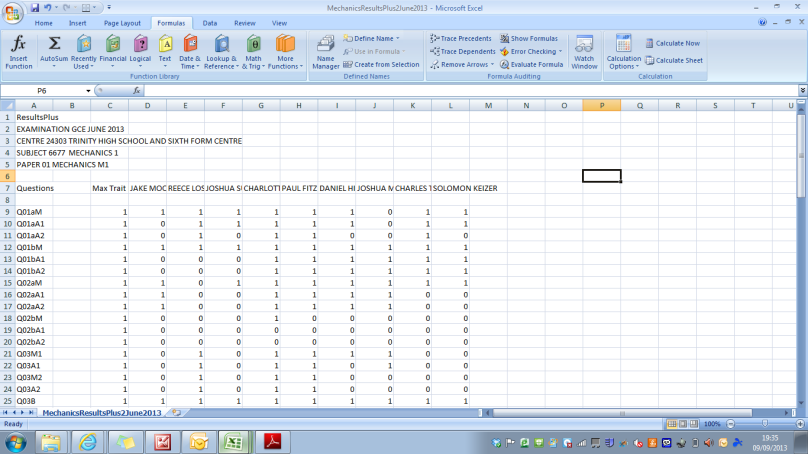 MechanicsResultsPlus2June2013 - Microsoft Excel
Home Insert Page Layout Formulas Data Review View
Insert Function
AutoSum
Recently Used
Financial
Logical
Text
Date & Time
Lookup & Reference
Math & Trig
More Functions
Function Library
Name Manager
Define Name
Use in Formula
Create from Selection
Defined Names
Trace Precedents
Trace Dependents
Remove Arrows
Show Formulas
Error Checking
Evaluate Formula
Formula Auditing
Watch Window
Calculation Options
Calculate Now
Calculate Sheet
Calculation
P6 fx
A B C D E F G H I J K L M N O P Q R S T U
1 ResultsPlus
2 EXAMINATION GCE JUNE 2013
3 CENTRE 24303 TRINITY HIGH SCHOOL AND SIXTH FORM CENTRE
4 SUBJECT 6677 MECHANICS 1
5 PAPER 01 MECHANICS M1
6
7 Questions Max Trait JAKE MOC REECE LOS JOSHUA S CHARLOTT PAUL FITZ DANIEL HI JOSHUA M CHARLES T SOLOMON KEIZER
8
9 Q01aM 1 1 1 1 1 1 1 0 1 1
10 Q01aA1 1 0 1 1 1 1 1 0 1 1
11 Q01aA2 1 0 1 0 1 1 0 0 1 0
12 Q01bM 1 1 1 1 1 1 1 1 1 1
13 Q01bA1 1 0 0 0 1 1 1 1 1 1
14 Q01bA2 1 0 0 0 1 1 1 1 1 1
15 Q02aM 1 1 0 1 1 1 1 1 1 1
16 Q02aA1 1 1 0 0 1 1 1 1 0 0
17 Q02aA2 1 1 0 0 1 1 1 1 0 0
18 Q02bM 1 0 0 0 1 0 0 0 0 0
19 Q02bA1 1 0 0 0 1 0 0 0 0 0
20 Q02bA2 1 0 0 0 0 0 0 0 0 0
21 Q03M1 1 0 1 0 1 1 1 1 0 0
22 Q03A1 1 0 1 0 1 1 0 1 0 0
23 Q03M2 1 0 1 0 1 1 0 0 0 0
24 Q03A2 1 0 1 0 1 1 0 0 0 0
25 Q03B 1 0 1 0 1 1 1 1 0 0
MechanicsResultsPlus2June2013
Ready 100%
19:35
09/09/2013